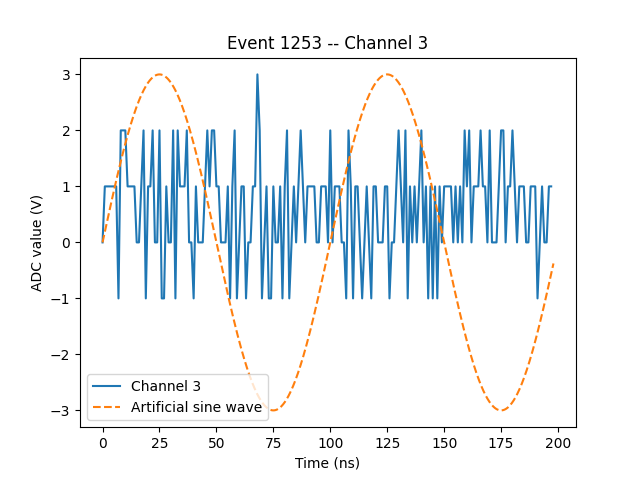 Event 1253 -- Channel 3
3
2
1
0
−1
−2
−3
ADC value (V)
Channel 3
Artificial sine wave
0 25 50 75 100 125 150 175 200
Time (ns)